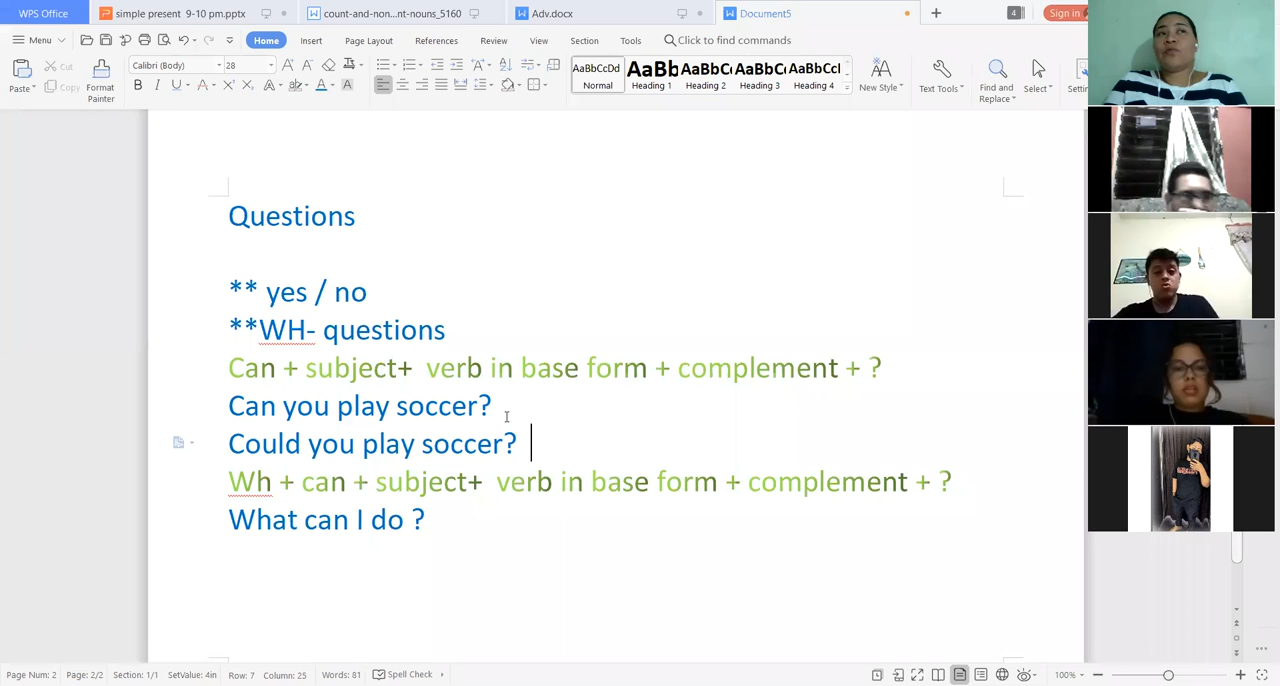 WPS Office
simple present  9-10 pm.pptx
count-and-non...nt-nouns_5160
Adv.docx
Document5
4
Sign in
Menu
Home
Insert
Page Layout
References
Review
View
Section
Tools
Click to find commands
Paste
Cut
Copy
Format Painter
Calibri (Body)
28
AaBbCcDd
Normal
AaBb
Heading 1
AaBbC
Heading 2
AaBbC
Heading 3
AaBbCcl
Heading 4
New Style
Text Tools
Find and Replace
Select
Questions
** yes / no
**WH- questions
Can + subject+  verb in base form + complement + ?
Can you play soccer?
Could you play soccer?
Wh + can + subject+  verb in base form + complement + ?
What can I do ?
Page Num: 2
Page: 2/2
Section: 1/1
SetValue: 4in
Row: 7
Column: 25
Words: 81
Spell Check
100%